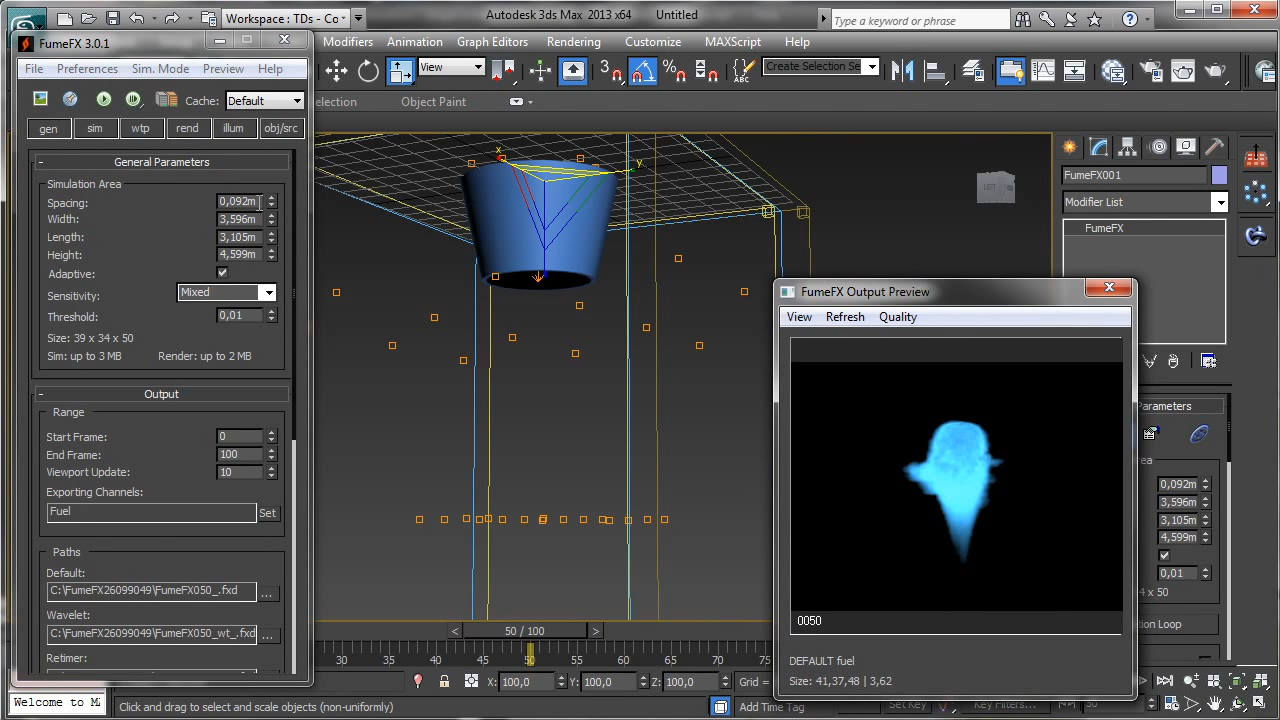 Workspace : TDs - Co
Autodesk 3ds Max 2013 x64 Untitled
Type a keyword or phrase
FumeFX 3.0.1
Modifiers Animation Graph Editors Rendering Customize MAXScript Help
File Preferences Sim. Mode Preview Help
View
3
Create Selection Se
ABC
Cache: Default
election Object Paint
gen sim wtp rend illum obj/src
- General Parameters
Simulation Area
Spacing: 0,092m
Width: 3,596m
Length: 3,105m
Height: 4,599m
Adaptive:
Sensitivity: Mixed
Threshold: 0,01
Size: 39 x 34 x 50
Sim: up to 3 MB Render: up to 2 MB
- Output
Range
Start Frame: 0
End Frame: 100
Viewport Update: 10
Exporting Channels:
Fuel Set
Paths
Default:
C:\FumeFX26099049\FumeFX050_.fxd ...
Wavelet:
C:\FumeFX26099049\FumeFX050_wt_.fxd ...
Retimer:
x
y
LEFT
FumeFX001
Modifier List
FumeFX
FumeFX Output Preview
View Refresh Quality
0050
DEFAULT fuel
Size: 41,37,48 | 3,62
Parameters
ea
0,092m
3,596m
3,105m
4,599m
0,01
4 x 50
tion Loop
< 50 / 100 >
30 35 40 45 50 55 60 65 70 75
X: 100,0 Y: 100,0 Z: 100,0 Grid =
Welcome to M
Click and drag to select and scale objects (non-uniformly)
Add Time Tag
Set Key Key Filters... 50